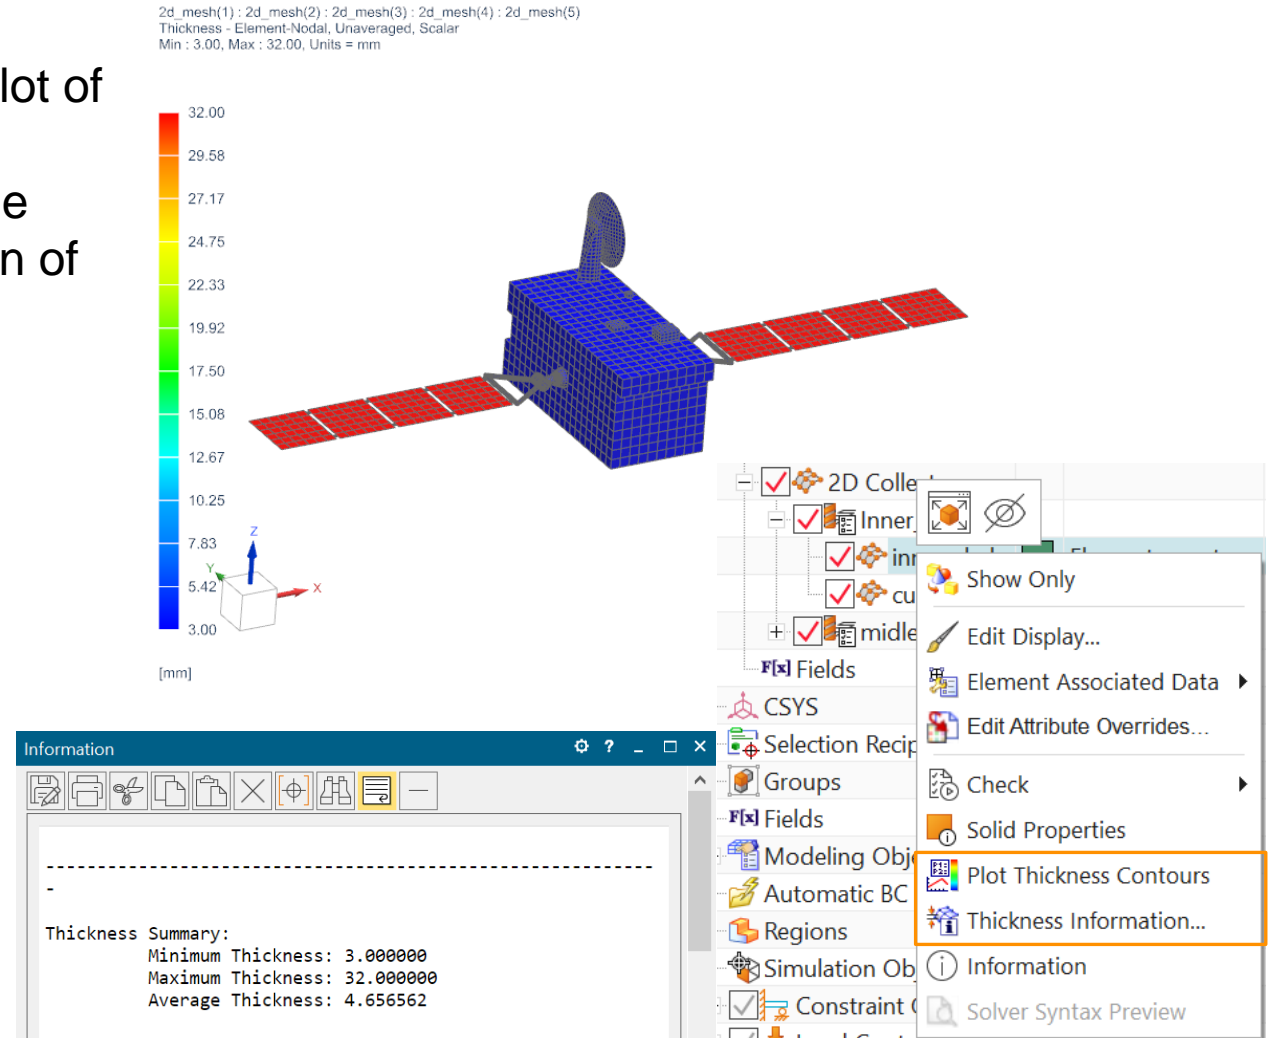 2d_mesh(1) : 2d_mesh(2) : 2d_mesh(3) : 2d_mesh(4) : 2d_mesh(5)
Thickness - Element-Nodal, Unaveraged, Scalar
Min : 3.00, Max : 32.00, Units = mm
lot of
e
n of
32.00
29.58
27.17
24.75
22.33
19.92
17.50
15.08
12.67
10.25
7.83
5.42
3.00
[mm]
Z
Y
X
2D Colle
Inner_
inn
cu
midle
F[x] Fields
CSYS
Selection Recip
Groups
F[x] Fields
Modeling Obj
Automatic BC
Regions
Simulation Ob
Constraint
Show Only
Edit Display...
Element Associated Data
Edit Attribute Overrides...
Check
Solid Properties
Plot Thickness Contours
Thickness Information...
Information
Solver Syntax Preview
Information
-----------------------------------------------------------
-
Thickness Summary:
Minimum Thickness: 3.000000
Maximum Thickness: 32.000000
Average Thickness: 4.656562